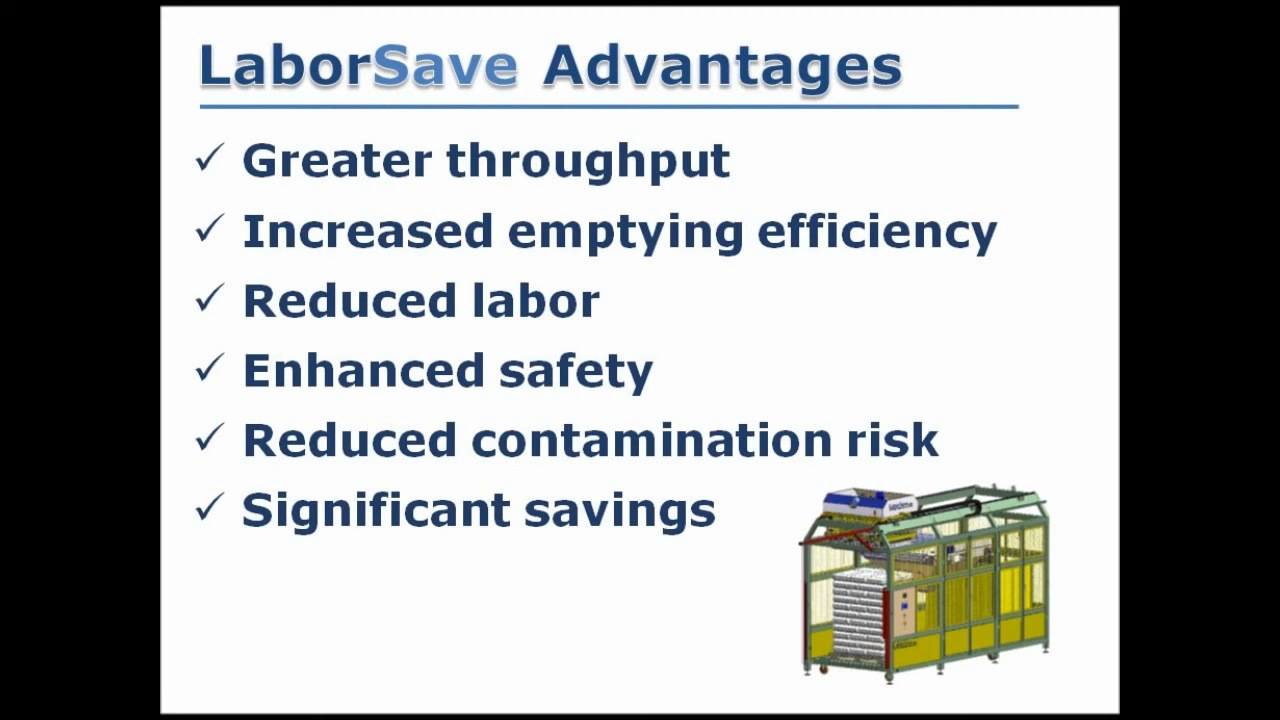 LaborSave Advantages
✓ Greater throughput
✓ Increased emptying efficiency
✓ Reduced labor
✓ Enhanced safety
✓ Reduced contamination risk
✓ Significant savings